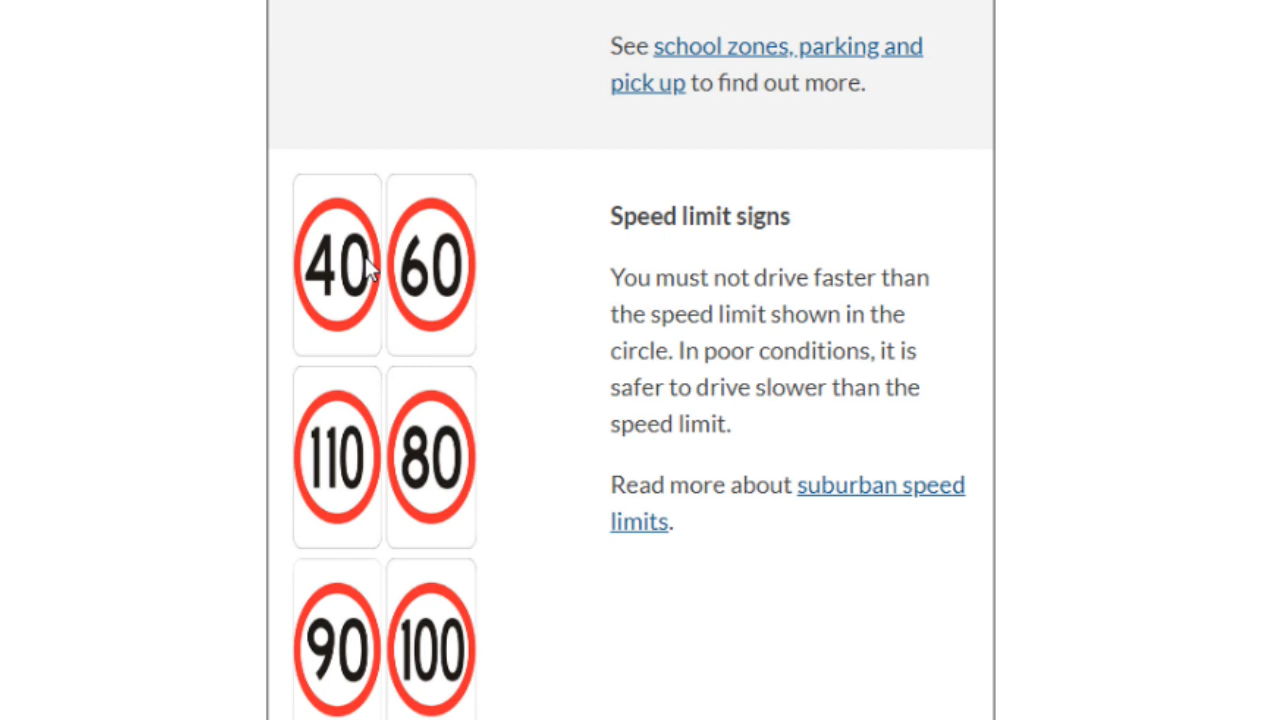 See school zones, parking and
pick up to find out more.
40 60
110 80
90 100
Speed limit signs
You must not drive faster than
the speed limit shown in the
circle. In poor conditions, it is
safer to drive slower than the
speed limit.
Read more about suburban speed
limits.